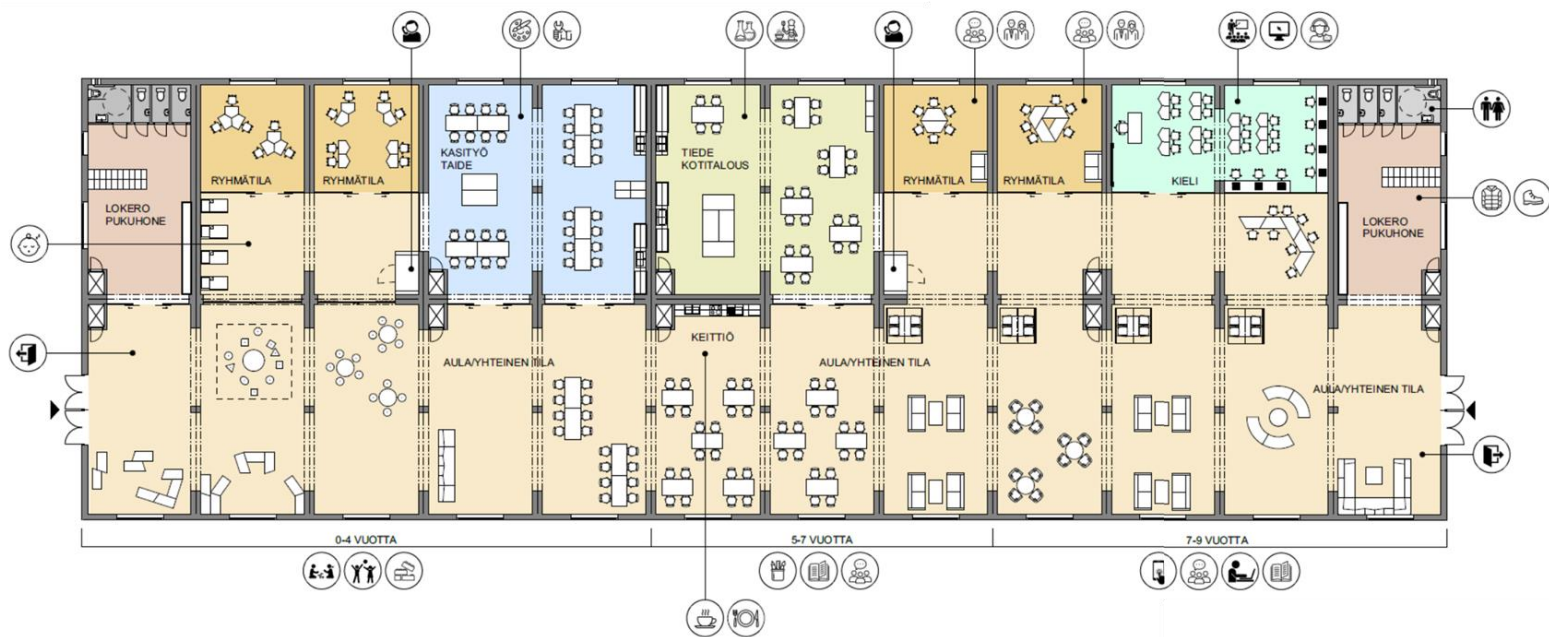 KÄSITYÖ
TAIDE
TIEDE
KOTITALOUS
RYHMÄTILA
RYHMÄTILA
RYHMÄTILA
RYHMÄTILA
KIELI
LOKERO
PUKUHONE
LOKERO
PUKUHONE
KEITTIÖ
AULA/YHTEINEN TILA
AULA/YHTEINEN TILA
AULA/YHTEINEN TILA
0-4 VUOTTA
5-7 VUOTTA
7-9 VUOTTA